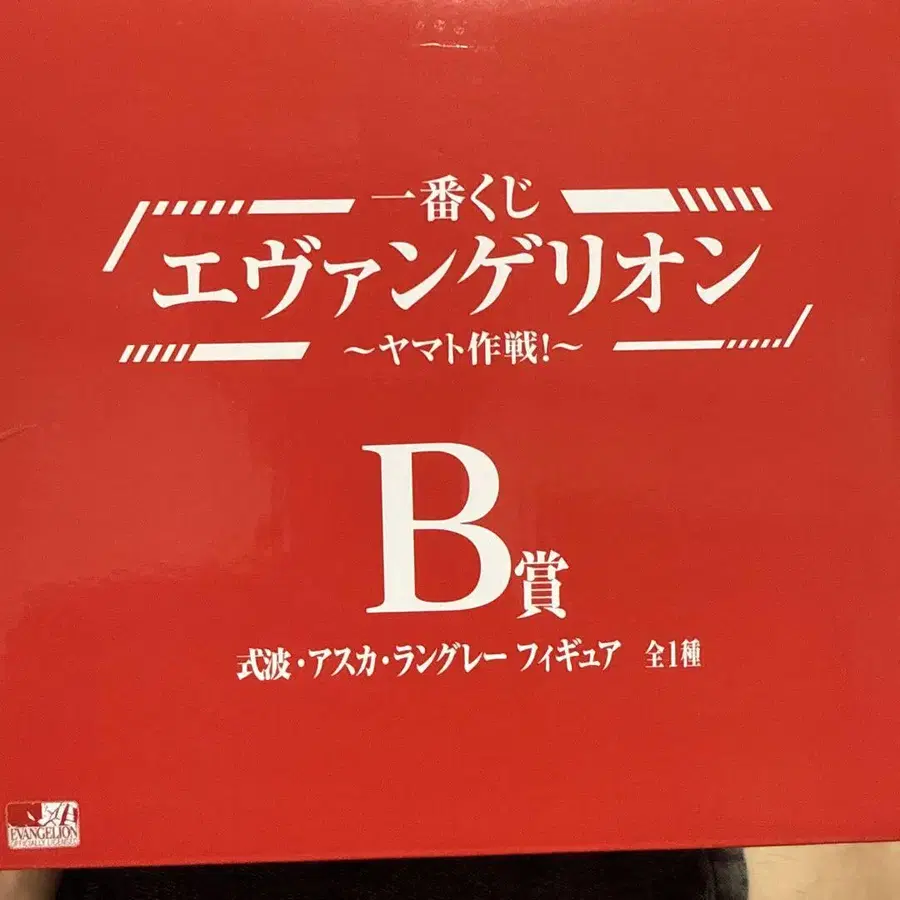 一番くじ
エヴァンゲリオン
～ヤマト作戦!～
B賞
式波・アスカ・ラングレー フィギュア 全1種
EVANGELION
OFFICIALLY LICENSED